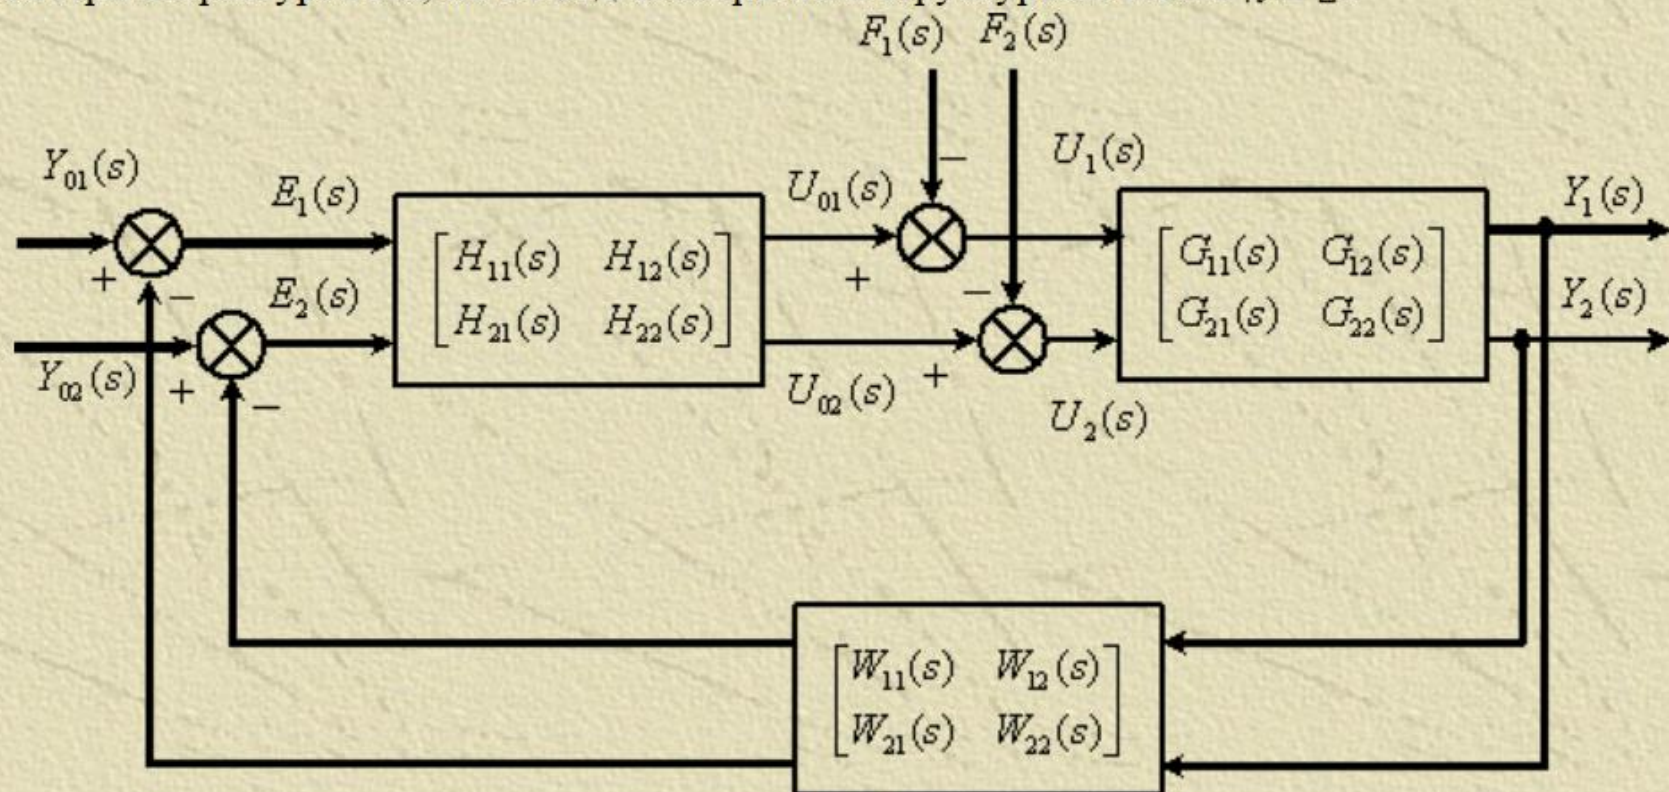 F₁(s) F₂(s)
Y₀₁(s) E₁(s) U₀₁(s) − U₁(s) Y₁(s)
[H₁₁(s) H₁₂(s)] [G₁₁(s) G₁₂(s)]
+ − E₂(s) + − Y₂(s)
[H₂₁(s) H₂₂(s)] [G₂₁(s) G₂₂(s)]
Y₀₂(s) + − U₀₂(s) + U₂(s)
[W₁₁(s) W₁₂(s)]
[W₂₁(s) W₂₂(s)]